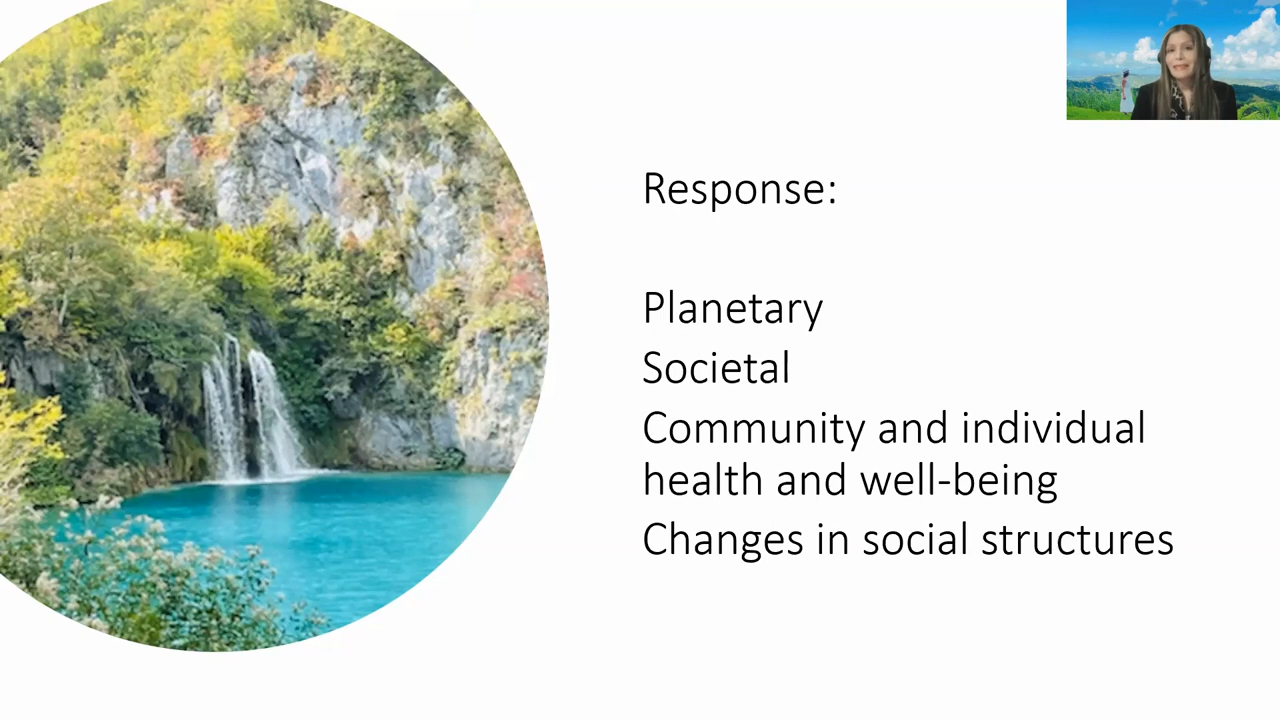 Response:
Planetary
Societal
Community and individual
health and well-being
Changes in social structures